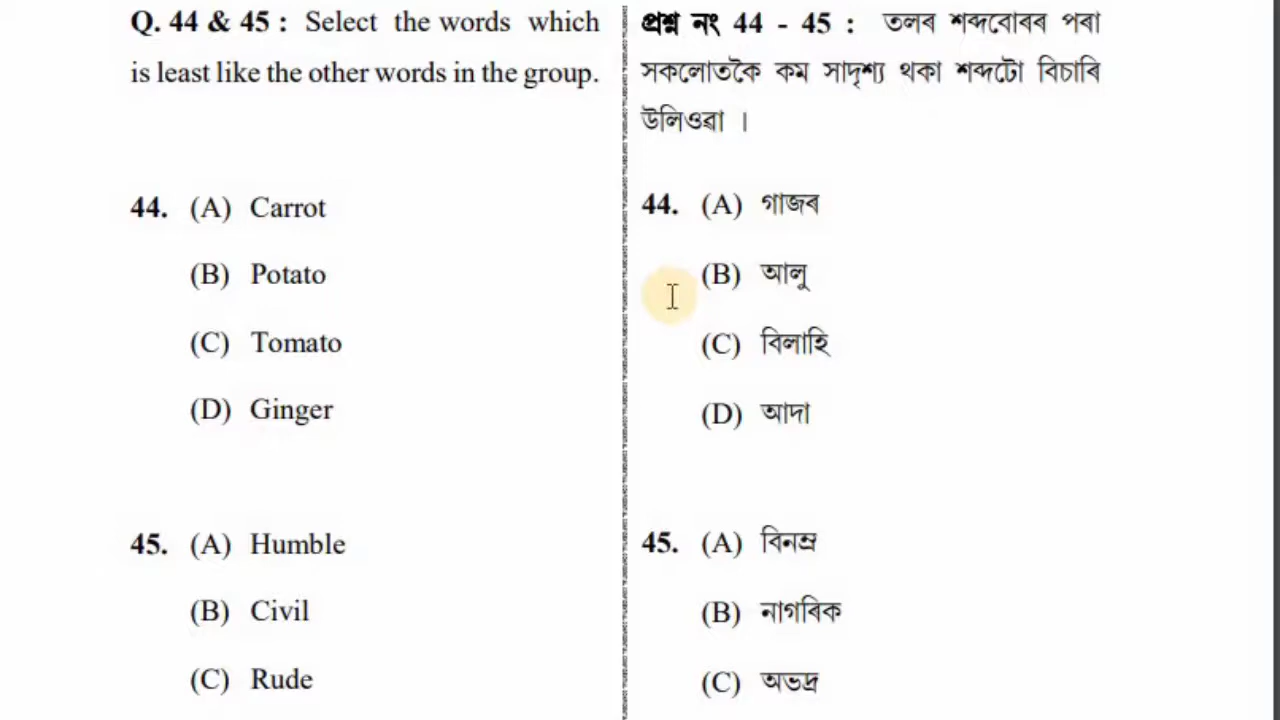 Q. 44 & 45 : Select the words which
is least like the other words in the group.
44. (A) Carrot
(B) Potato
(C) Tomato
(D) Ginger
45. (A) Humble
(B) Civil
(C) Rude
প্ৰশ্ন নং 44 - 45 : তলৰ শব্দবোৰৰ পৰা
সকলোতকৈ কম সাদৃশ্য থকা শব্দটো বিচাৰি
উলিওৱা ।
44. (A) গাজৰ
(B) আলু
(C) বিলাহি
(D) আদা
45. (A) বিনম্ৰ
(B) নাগৰিক
(C) অভদ্ৰ